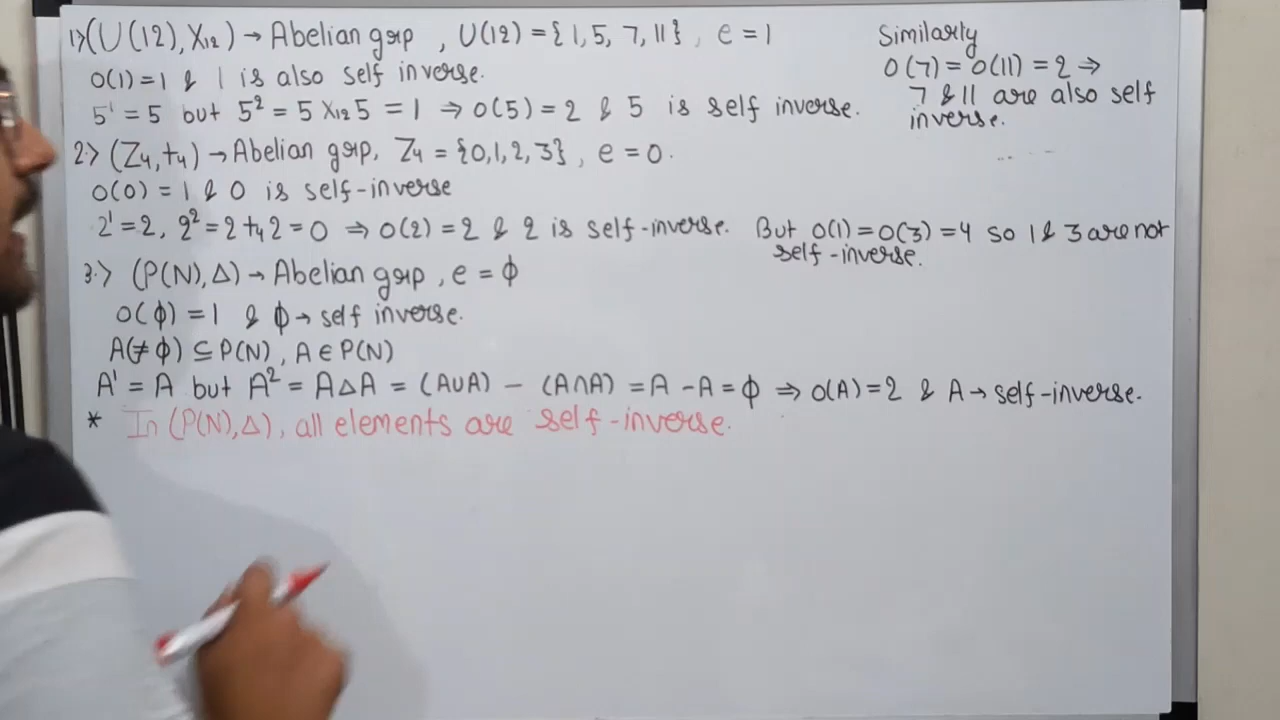 1> (U(12), X₁₂) → Abelian grp , U(12) = {1, 5, 7, 11} , e = 1
O(1) = 1 & 1 is also self inverse.
5¹ = 5 but 5² = 5 X₁₂ 5 = 1 ⇒ O(5) = 2 & 5 is self inverse.
Similarly
O(7) = O(11) = 2 ⇒
7 & 11 are also self
inverse.
2.> (Z₄, +₄) → Abelian grp, Z₄ = {0,1,2,3} , e = 0.
O(0) = 1 & 0 is self-inverse
2¹ = 2, 2² = 2 +₄ 2 = 0 ⇒ O(2) = 2 & 2 is self-inverse. But O(1) = O(3) = 4 so 1 & 3 are not
self-inverse.
3.> (P(N), Δ) → Abelian grp , e = ϕ
O(ϕ) = 1 & ϕ → self inverse.
A(≠ ϕ) ⊆ P(N) , A ∈ P(N)
A¹ = A but A² = A Δ A = (A∪A) - (A∩A) = A - A = ϕ ⇒ O(A) = 2 & A → self-inverse.
* In (P(N), Δ), all elements are self-inverse.